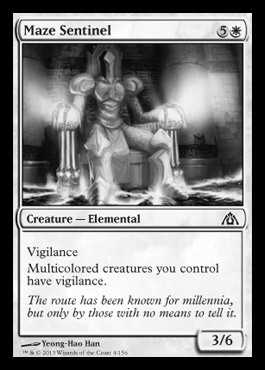 Maze Sentinel 5
Creature — Elemental
Vigilance
Multicolored creatures you control
have vigilance.
The route has been known for millennia,
but only by those with no means to tell it.
Yeong-Hao Han
3/6
™ & © 2013 Wizards of the Coast 4/156